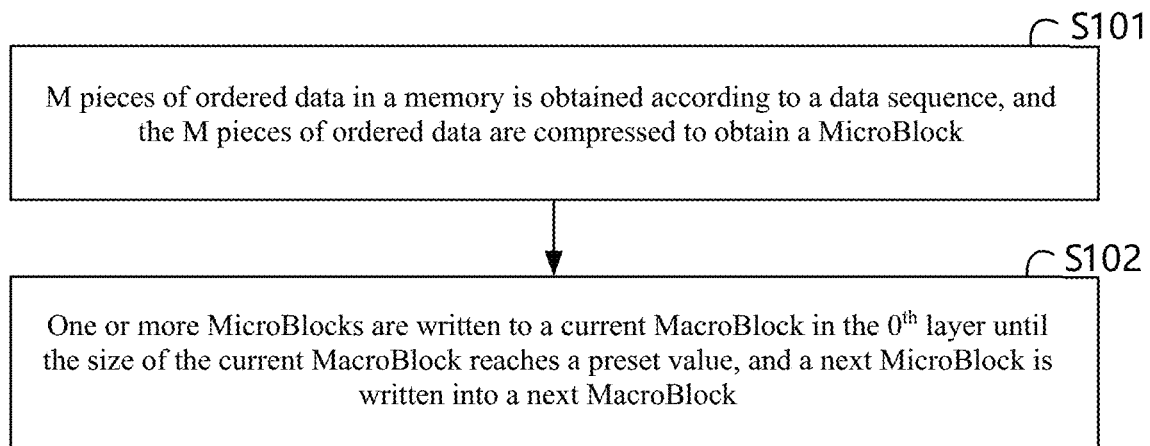 S101
M pieces of ordered data in a memory is obtained according to a data sequence, and
the M pieces of ordered data are compressed to obtain a MicroBlock
S102
One or more MicroBlocks are written to a current MacroBlock in the 0th layer until
the size of the current MacroBlock reaches a preset value, and a next MicroBlock is
written into a next MacroBlock